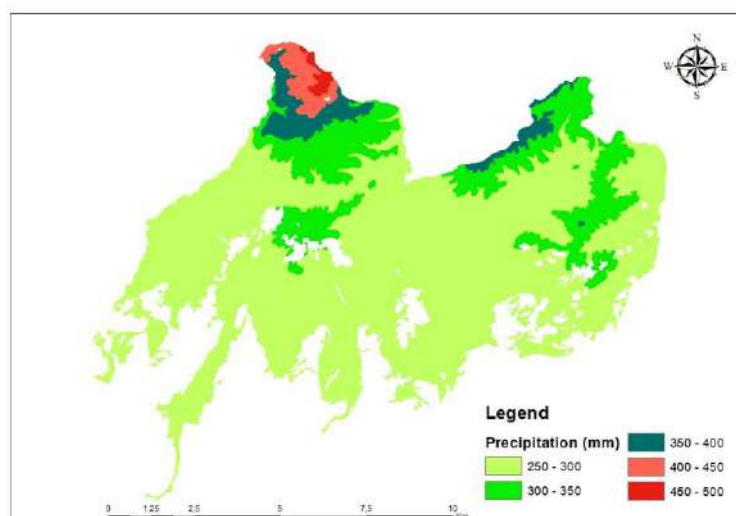 N
W E
S
Legend
Precipitation (mm)
250 - 300
300 - 350
350 - 400
400 - 450
450 - 500
0 1,25 2,5 5 7,5 10